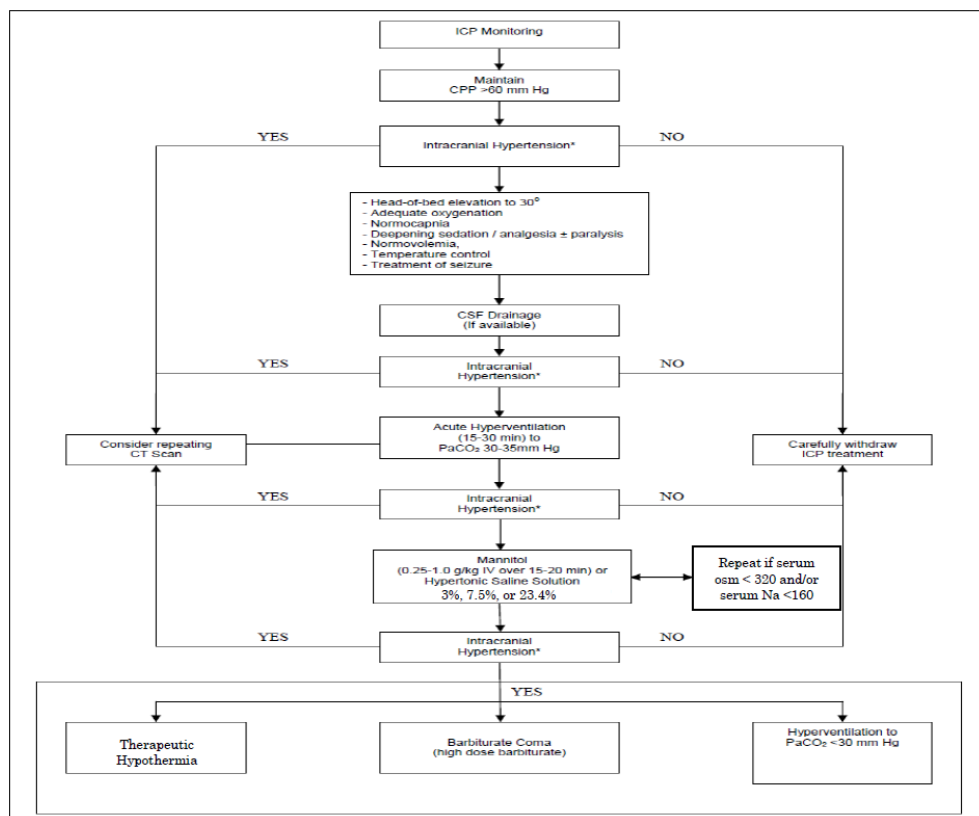 ICP Monitoring
Maintain
CPP >60 mm Hg
YES
NO
Intracranial Hypertension*
- Head-of-bed elevation to 30°
- Adequate oxygenation
- Normocapnia
- Deepening sedation / analgesia ± paralysis
- Normovolemia,
- Temperature control
- Treatment of seizure
CSF Drainage
(If available)
YES
NO
Intracranial
Hypertension*
Acute Hyperventilation
(15-30 min) to
PaCO₂ 30-35mm Hg
Consider repeating
CT Scan
Carefully withdraw
ICP treatment
YES
NO
Intracranial
Hypertension*
Mannitol
(0.25-1.0 g/kg IV over 15-20 min) or
Hypertonic Saline Solution
3%, 7.5%, or 23.4%
Repeat if serum
osm < 320 and/or
serum Na <160
YES
NO
Intracranial
Hypertension*
YES
Therapeutic
Hypothermia
Barbiturate Coma
(high dose barbiturate)
Hyperventilation to
PaCO₂ <30 mm Hg